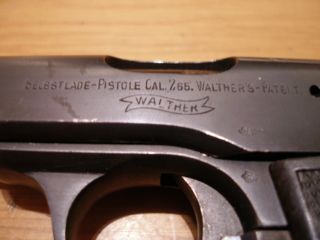 SELBSTLADE-PISTOLE CAL. 7,65. WALTHER'S-PATENT.
WALTHER